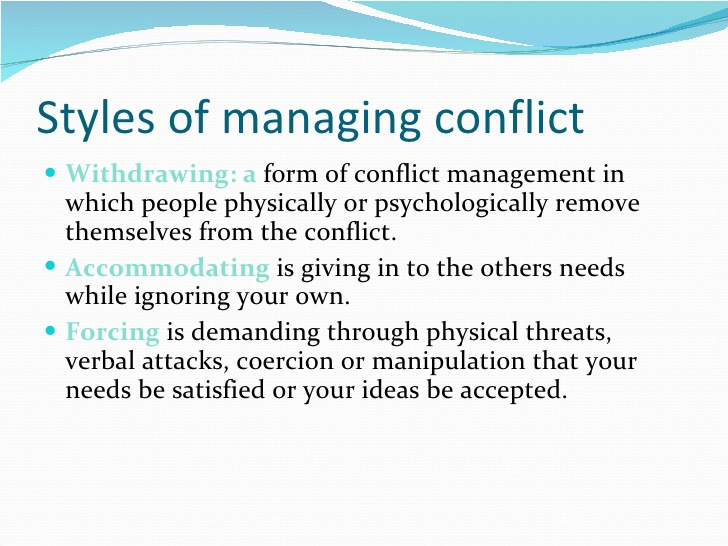 Styles of managing conflict
• Withdrawing: a form of conflict management in
which people physically or psychologically remove
themselves from the conflict.
• Accommodating is giving in to the others needs
while ignoring your own.
• Forcing is demanding through physical threats,
verbal attacks, coercion or manipulation that your
needs be satisfied or your ideas be accepted.